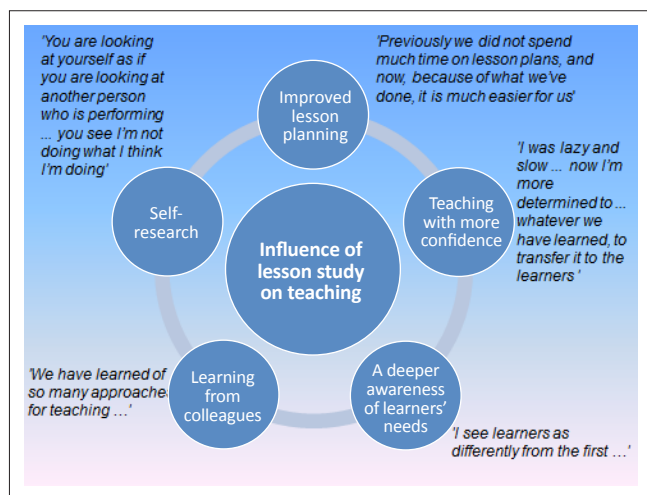 'You are looking
at yourself as if
you are looking at
another person
who is performing
... you see I'm not
doing what I think
I'm doing'
'Previously we did not spend
much time on lesson plans, and
now, because of what we've
done, it is much easier for us'
Improved
lesson
planning
'I was lazy and
slow ... now I'm
more
determined to ...
whatever we
have learned, to
transfer it to the
learners '
Self-
research
Teaching
with more
confidence
Influence of
lesson study
on teaching
'We have learned of
so many approaches
for teaching ...'
Learning
from
colleagues
A deeper
awareness
of learners'
needs
'I see learners as
differently from the first ...'